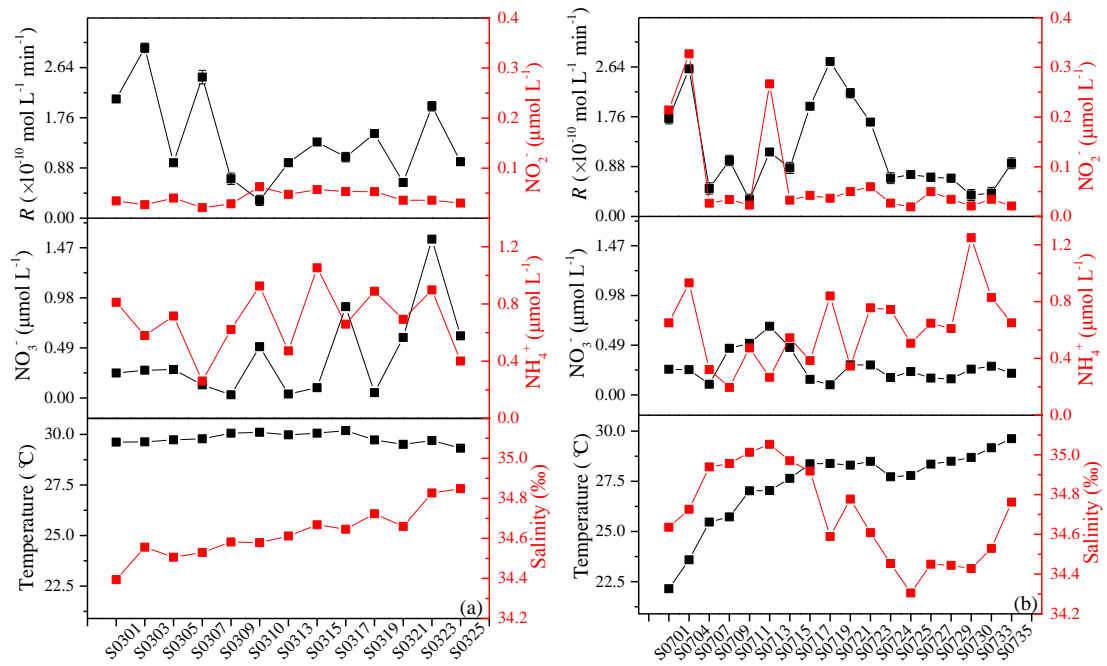 R (×10⁻¹⁰ mol L⁻¹ min⁻¹)
2.64
1.76
0.88
0.00
0.4
0.3
0.2
0.1
0.0
NO₂⁻ (μmol L⁻¹)
NO₃⁻ (μmol L⁻¹)
1.47
0.98
0.49
0.00
1.2
0.8
0.4
0.0
NH₄⁺ (μmol L⁻¹)
Temperature (℃)
30.0
27.5
25.0
22.5
35.0
34.8
34.6
34.4
34.2
Salinity (‰)
(a)
S0301
S0303
S0305
S0307
S0309
S0310
S0313
S0315
S0317
S0319
S0321
S0323
S0325
R (×10⁻¹⁰ mol L⁻¹ min⁻¹)
2.64
1.76
0.88
0.00
0.4
0.3
0.2
0.1
0.0
NO₂⁻ (μmol L⁻¹)
NO₃⁻ (μmol L⁻¹)
1.47
0.98
0.49
0.00
1.2
0.8
0.4
0.0
NH₄⁺ (μmol L⁻¹)
Temperature (℃)
30.0
27.5
25.0
22.5
35.0
34.8
34.6
34.4
34.2
Salinity (‰)
(b)
S0701
S0704
S0707
S0709
S0711
S0713
S0715
S0717
S0719
S0721
S0723
S0724
S0725
S0727
S0729
S0730
S0733
S0735